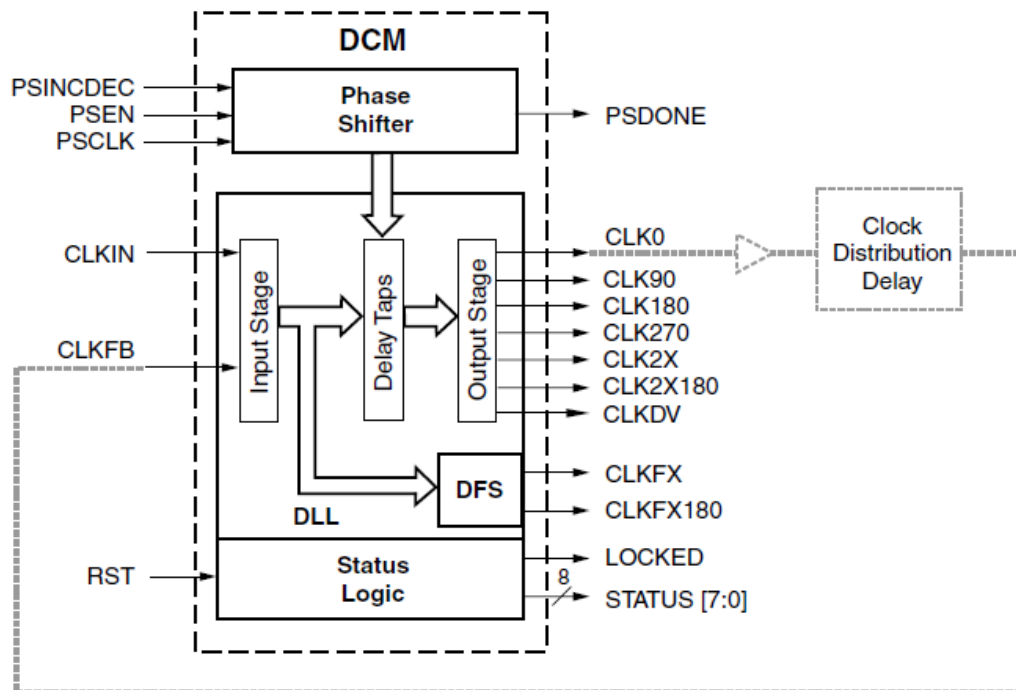 DCM
PSINCDEC
PSEN
PSCLK
Phase
Shifter
PSDONE
CLKIN
CLKFB
Input Stage
Delay Taps
Output Stage
CLK0
CLK90
CLK180
CLK270
CLK2X
CLK2X180
CLKDV
Clock
Distribution
Delay
DFS
CLKFX
CLKFX180
DLL
RST
Status
Logic
LOCKED
8
STATUS [7:0]